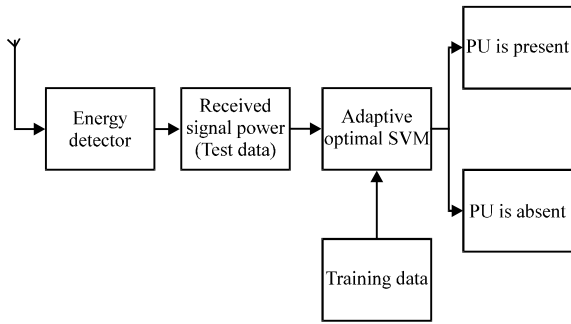 Energy
detector
Received
signal power
(Test data)
Adaptive
optimal SVM
PU is present
PU is absent
Training data